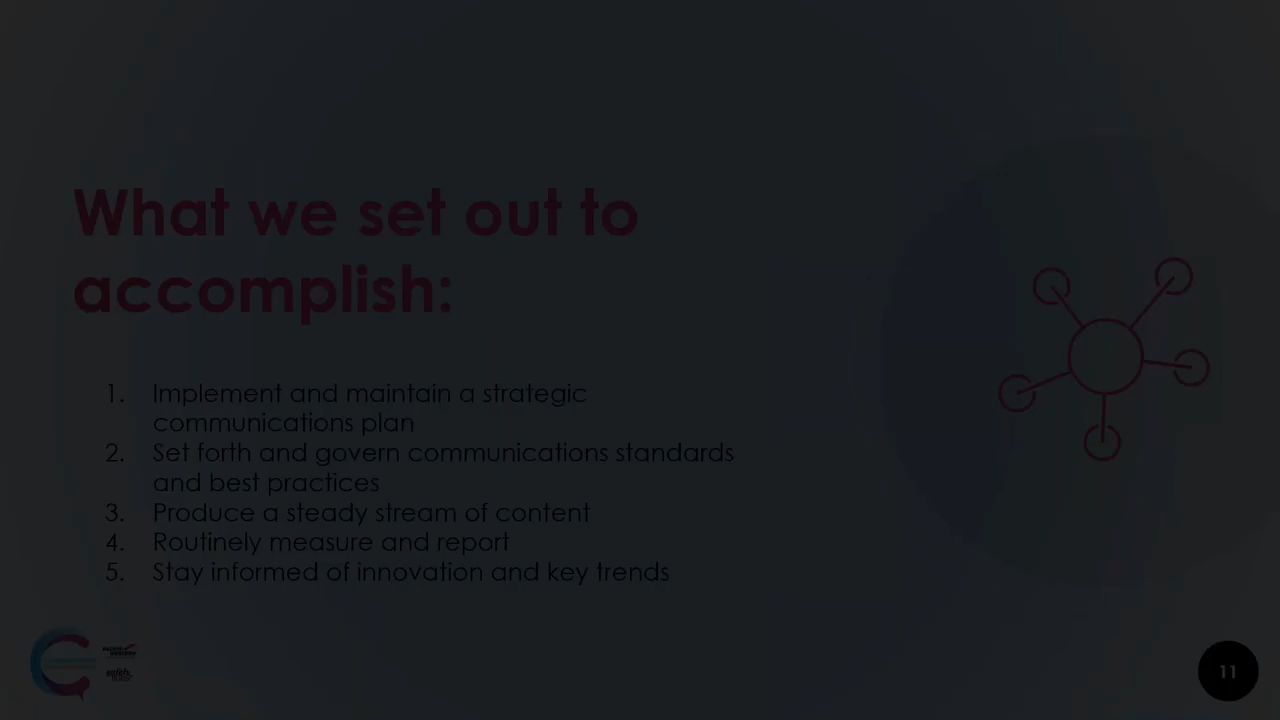 What we set out to
accomplish:
1. Implement and maintain a strategic
communications plan
2. Set forth and govern communications standards
and best practices
3. Produce a steady stream of content
4. Routinely measure and report
5. Stay informed of innovation and key trends
11